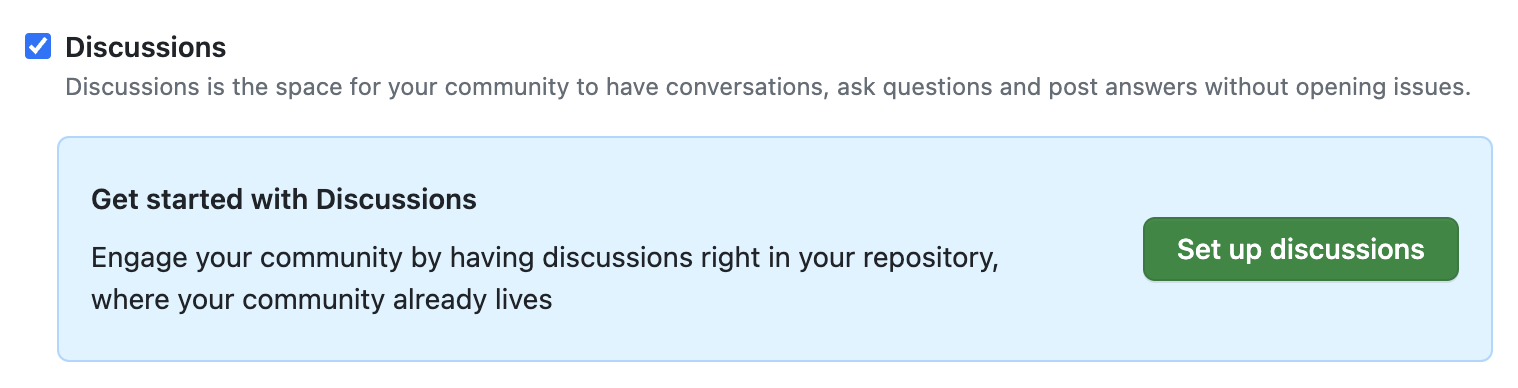 Discussions
Discussions is the space for your community to have conversations, ask questions and post answers without opening issues.
Get started with Discussions
Engage your community by having discussions right in your repository,
where your community already lives
Set up discussions